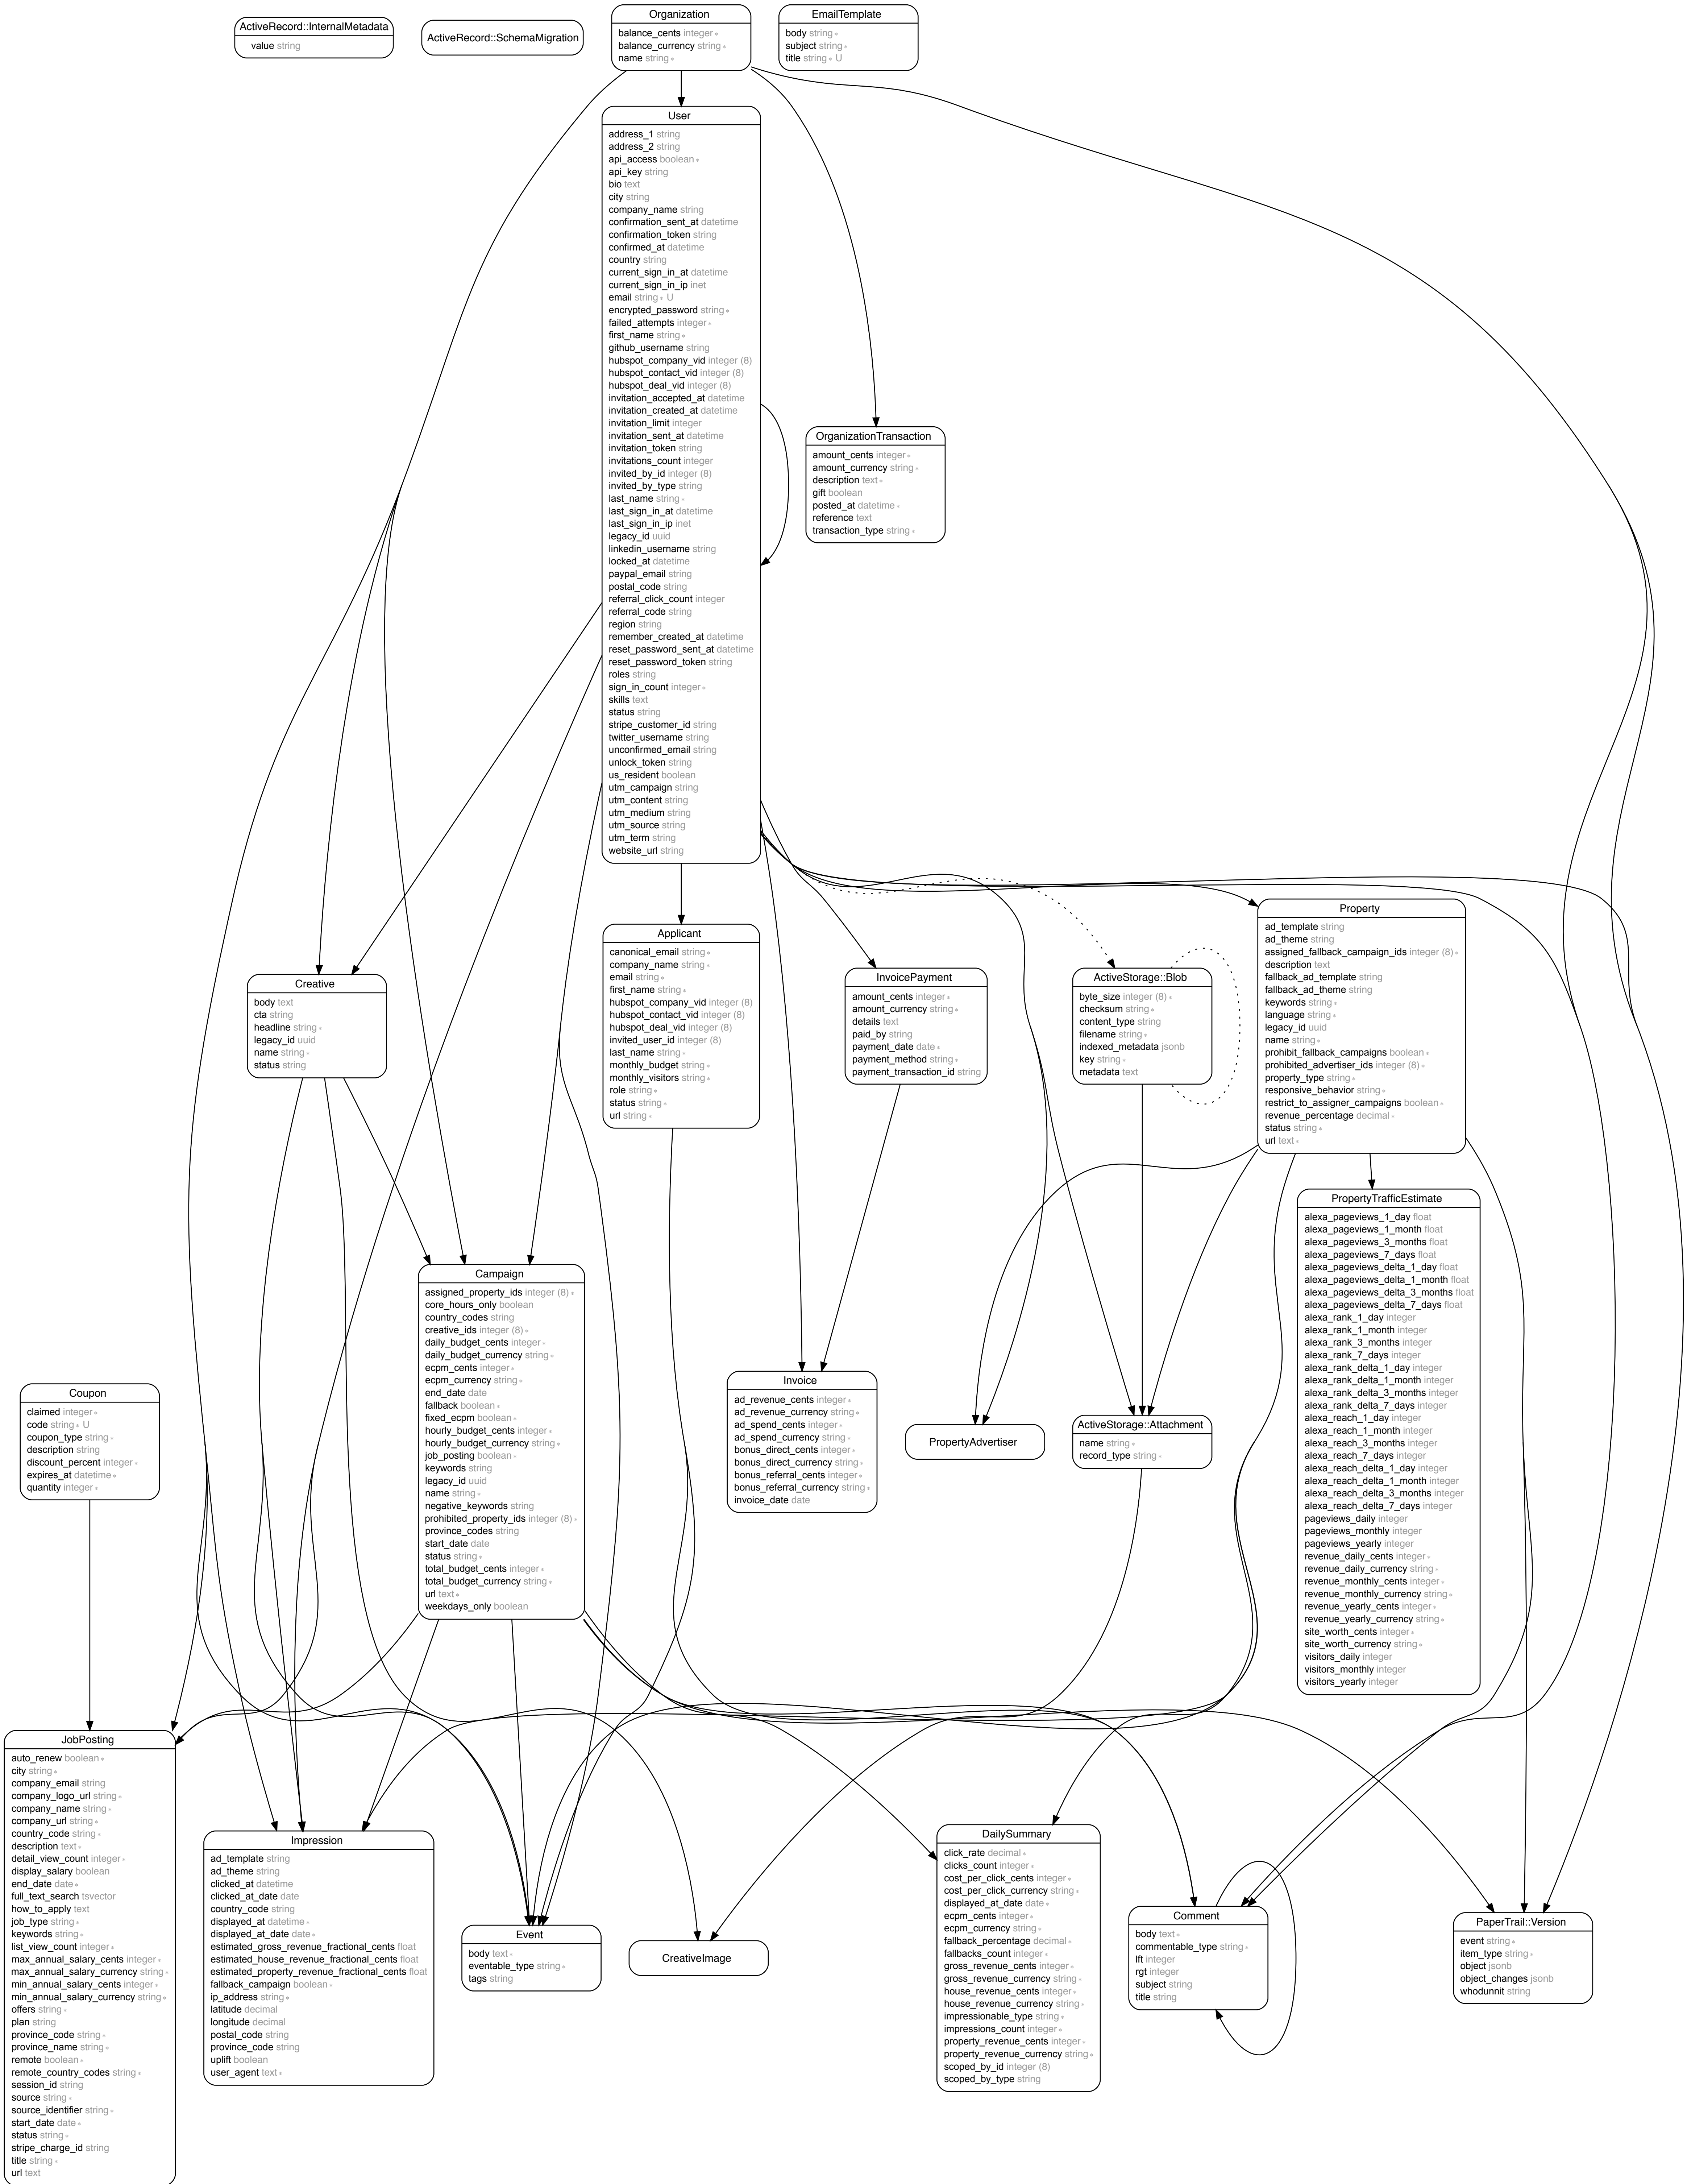 ActiveRecord::InternalMetadata
value string
ActiveRecord::SchemaMigration
Organization
balance_cents integer ∗
balance_currency string ∗
name string ∗
EmailTemplate
body string ∗
subject string ∗
title string ∗ U
User
address_1 string
address_2 string
api_access boolean ∗
api_key string
bio text
city string
company_name string
confirmation_sent_at datetime
confirmation_token string
confirmed_at datetime
country string
current_sign_in_at datetime
current_sign_in_ip inet
email string ∗ U
encrypted_password string ∗
failed_attempts integer ∗
first_name string ∗
github_username string
hubspot_company_vid integer (8)
hubspot_contact_vid integer (8)
hubspot_deal_vid integer (8)
invitation_accepted_at datetime
invitation_created_at datetime
invitation_limit integer
invitation_sent_at datetime
invitation_token string
invitations_count integer
invited_by_id integer (8)
invited_by_type string
last_name string ∗
last_sign_in_at datetime
last_sign_in_ip inet
legacy_id uuid
linkedin_username string
locked_at datetime
paypal_email string
postal_code string
referral_click_count integer
referral_code string
region string
remember_created_at datetime
reset_password_sent_at datetime
reset_password_token string
roles string
sign_in_count integer ∗
skills text
status string
stripe_customer_id string
twitter_username string
unconfirmed_email string
unlock_token string
us_resident boolean
utm_campaign string
utm_content string
utm_medium string
utm_source string
utm_term string
website_url string
OrganizationTransaction
amount_cents integer ∗
amount_currency string ∗
description text ∗
gift boolean
posted_at datetime ∗
reference text
transaction_type string ∗
Property
ad_template string
ad_theme string
assigned_fallback_campaign_ids integer (8) ∗
description text
fallback_ad_template string
fallback_ad_theme string
keywords string ∗
language string ∗
legacy_id uuid
name string ∗
prohibit_fallback_campaigns boolean ∗
prohibited_advertiser_ids integer (8) ∗
property_type string ∗
responsive_behavior string ∗
restrict_to_assigner_campaigns boolean ∗
revenue_percentage decimal ∗
status string ∗
url text ∗
Applicant
canonical_email string ∗
company_name string ∗
email string ∗
first_name string ∗
hubspot_company_vid integer (8)
hubspot_contact_vid integer (8)
hubspot_deal_vid integer (8)
invited_user_id integer (8)
last_name string ∗
monthly_budget string ∗
monthly_visitors string ∗
role string ∗
status string ∗
url string ∗
Creative
body text
cta string
headline string ∗
legacy_id uuid
name string ∗
status string
InvoicePayment
amount_cents integer ∗
amount_currency string ∗
details text
paid_by string
payment_date date ∗
payment_method string ∗
payment_transaction_id string
ActiveStorage::Blob
byte_size integer (8) ∗
checksum string ∗
content_type string
filename string ∗
indexed_metadata jsonb
key string ∗
metadata text
PropertyTrafficEstimate
alexa_pageviews_1_day float
alexa_pageviews_1_month float
alexa_pageviews_3_months float
alexa_pageviews_7_days float
alexa_pageviews_delta_1_day float
alexa_pageviews_delta_1_month float
alexa_pageviews_delta_3_months float
alexa_pageviews_delta_7_days float
alexa_rank_1_day integer
alexa_rank_1_month integer
alexa_rank_3_months integer
alexa_rank_7_days integer
alexa_rank_delta_1_day integer
alexa_rank_delta_1_month integer
alexa_rank_delta_3_months integer
alexa_rank_delta_7_days integer
alexa_reach_1_day integer
alexa_reach_1_month integer
alexa_reach_3_months integer
alexa_reach_7_days integer
alexa_reach_delta_1_day integer
alexa_reach_delta_1_month integer
alexa_reach_delta_3_months integer
alexa_reach_delta_7_days integer
pageviews_daily integer
pageviews_monthly integer
pageviews_yearly integer
revenue_daily_cents integer ∗
revenue_daily_currency string ∗
revenue_monthly_cents integer ∗
revenue_monthly_currency string ∗
revenue_yearly_cents integer ∗
revenue_yearly_currency string ∗
site_worth_cents integer ∗
site_worth_currency string ∗
visitors_daily integer
visitors_monthly integer
visitors_yearly integer
Campaign
assigned_property_ids integer (8) ∗
core_hours_only boolean
country_codes string
creative_ids integer (8) ∗
daily_budget_cents integer ∗
daily_budget_currency string ∗
ecpm_cents integer ∗
ecpm_currency string ∗
end_date date
fallback boolean ∗
fixed_ecpm boolean ∗
hourly_budget_cents integer ∗
hourly_budget_currency string ∗
job_posting boolean ∗
keywords string
legacy_id uuid
name string ∗
negative_keywords string
prohibited_property_ids integer (8) ∗
province_codes string
start_date date
status string ∗
total_budget_cents integer ∗
total_budget_currency string ∗
url text ∗
weekdays_only boolean
Coupon
claimed integer ∗
code string ∗ U
coupon_type string ∗
description string
discount_percent integer ∗
expires_at datetime ∗
quantity integer ∗
Invoice
ad_revenue_cents integer ∗
ad_revenue_currency string ∗
ad_spend_cents integer ∗
ad_spend_currency string ∗
bonus_direct_cents integer ∗
bonus_direct_currency string ∗
bonus_referral_cents integer ∗
bonus_referral_currency string ∗
invoice_date date
PropertyAdvertiser
ActiveStorage::Attachment
name string ∗
record_type string ∗
JobPosting
auto_renew boolean ∗
city string ∗
company_email string
company_logo_url string ∗
company_name string ∗
company_url string ∗
country_code string ∗
description text ∗
detail_view_count integer ∗
display_salary boolean
end_date date ∗
full_text_search tsvector
how_to_apply text
job_type string ∗
keywords string ∗
list_view_count integer ∗
max_annual_salary_cents integer ∗
max_annual_salary_currency string ∗
min_annual_salary_cents integer ∗
min_annual_salary_currency string ∗
offers string ∗
plan string
province_code string ∗
province_name string ∗
remote boolean ∗
remote_country_codes string ∗
session_id string
source string ∗
source_identifier string ∗
start_date date ∗
status string ∗
stripe_charge_id string
title string ∗
url text
Impression
ad_template string
ad_theme string
clicked_at datetime
clicked_at_date date
country_code string
displayed_at datetime ∗
displayed_at_date date ∗
estimated_gross_revenue_fractional_cents float
estimated_house_revenue_fractional_cents float
estimated_property_revenue_fractional_cents float
fallback_campaign boolean ∗
ip_address string ∗
latitude decimal
longitude decimal
postal_code string
province_code string
uplift boolean
user_agent text ∗
Event
body text ∗
eventable_type string ∗
tags string
CreativeImage
DailySummary
click_rate decimal ∗
clicks_count integer ∗
cost_per_click_cents integer ∗
cost_per_click_currency string ∗
displayed_at_date date ∗
ecpm_cents integer ∗
ecpm_currency string ∗
fallback_percentage decimal ∗
fallbacks_count integer ∗
gross_revenue_cents integer ∗
gross_revenue_currency string ∗
house_revenue_cents integer ∗
house_revenue_currency string ∗
impressionable_type string ∗
impressions_count integer ∗
property_revenue_cents integer ∗
property_revenue_currency string ∗
scoped_by_id integer (8)
scoped_by_type string
Comment
body text ∗
commentable_type string ∗
lft integer
rgt integer
subject string
title string
PaperTrail::Version
event string ∗
item_type string ∗
object jsonb
object_changes jsonb
whodunnit string